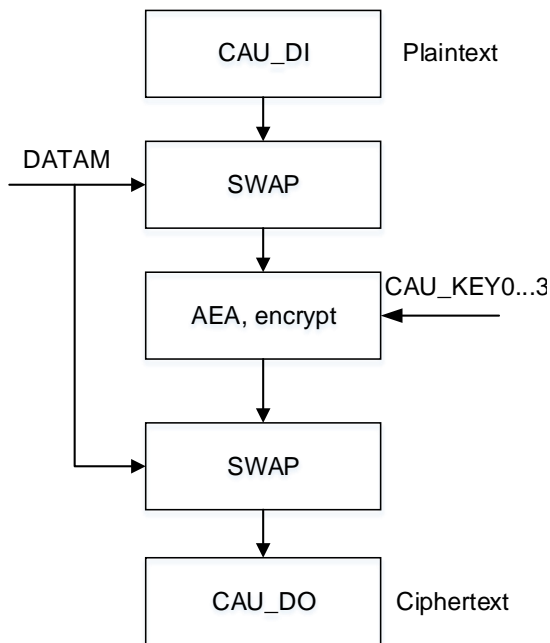 CAU_DI
Plaintext
DATAM
SWAP
CAU_KEY0...3
AEA, encrypt
SWAP
CAU_DO
Ciphertext